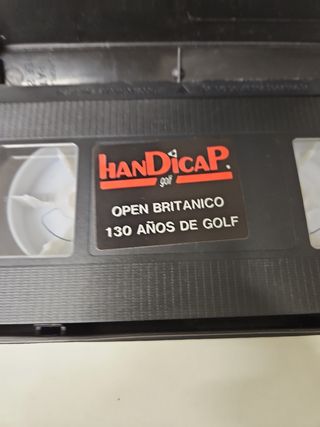 HANDICAP.
golf
OPEN BRITANICO
130 AÑOS DE GOLF